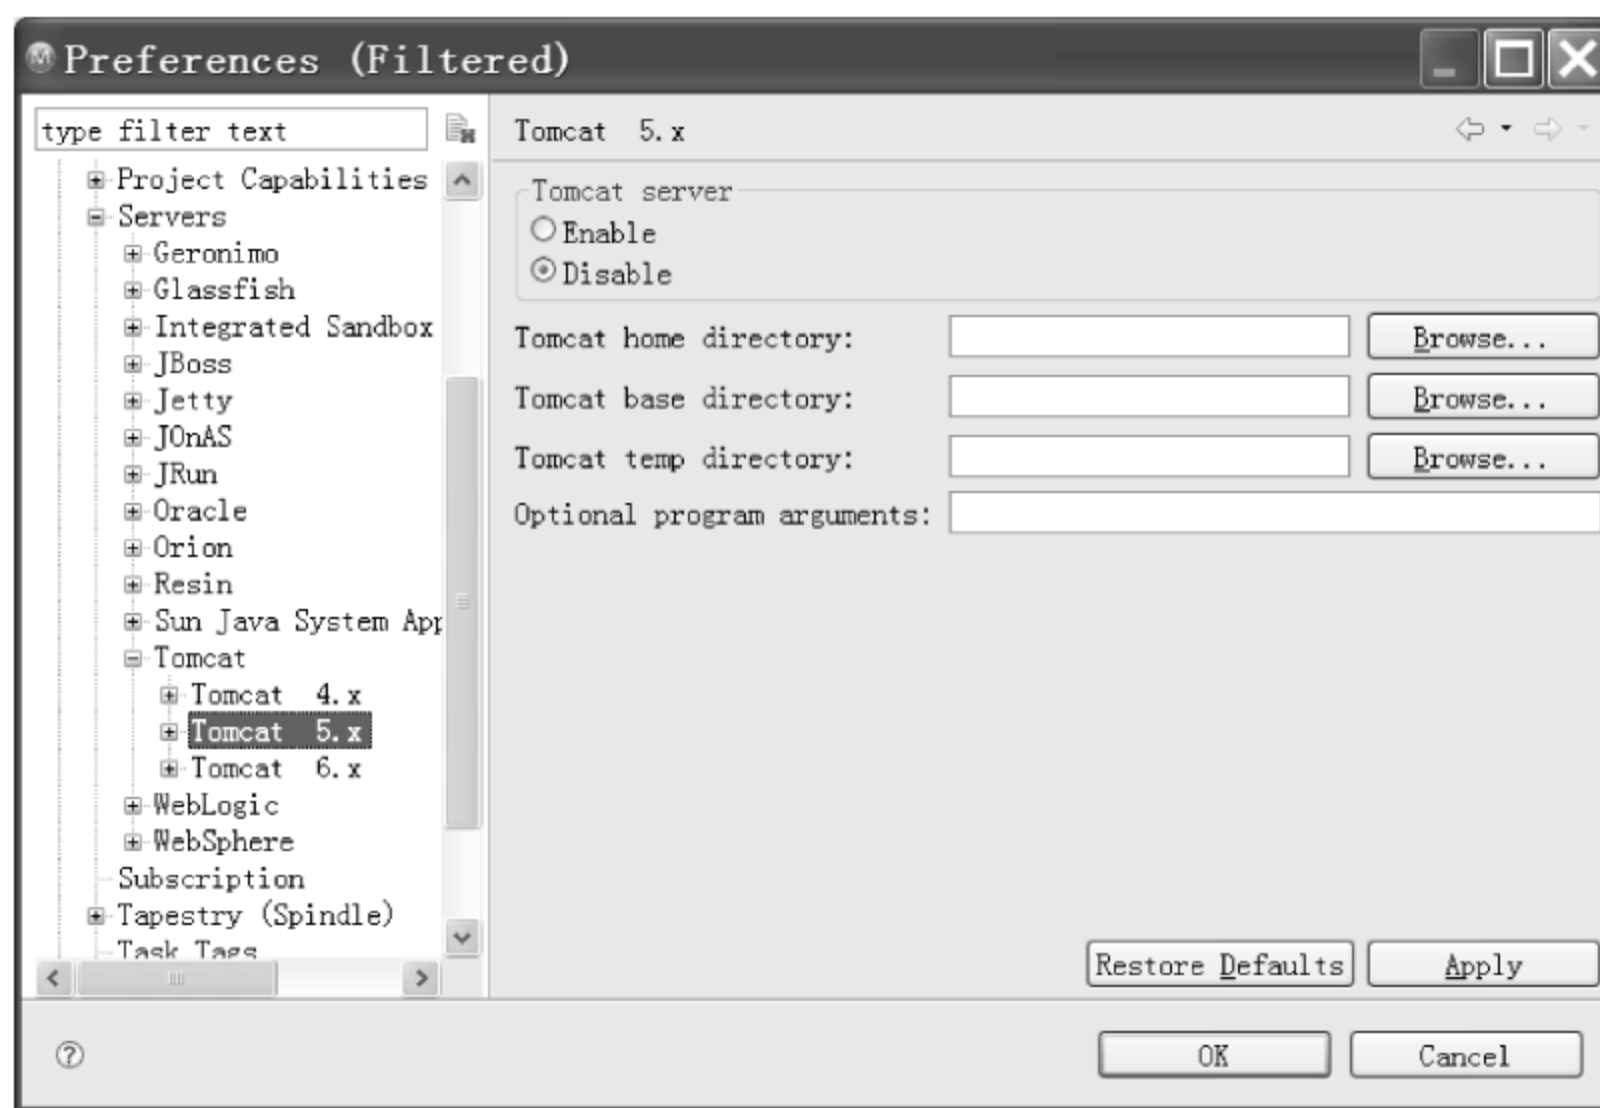 Preferences (Filtered)
type filter text
Project Capabilities
Servers
Geronimo
Glassfish
Integrated Sandbox
JBoss
Jetty
JOnAS
JRun
Oracle
Orion
Resin
Sun Java System App
Tomcat
Tomcat 4.x
Tomcat 5.x
Tomcat 6.x
WebLogic
WebSphere
Subscription
Tapestry (Spindle)
Task Tags
Tomcat 5.x
Tomcat server
Enable
Disable
Tomcat home directory: Browse...
Tomcat base directory: Browse...
Tomcat temp directory: Browse...
Optional program arguments:
Restore Defaults Apply
OK Cancel